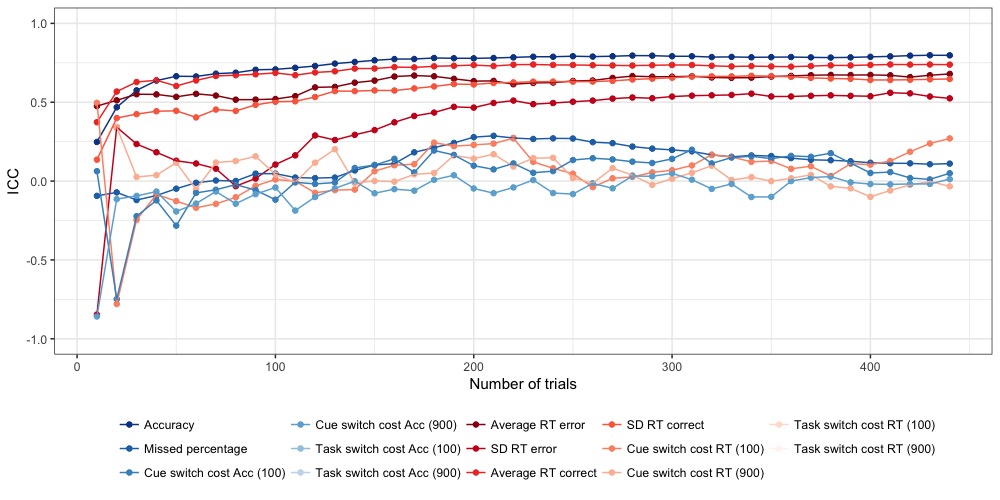 1.0
0.5
0.0
-0.5
-1.0
ICC
0 100 200 300 400
Number of trials
Accuracy Cue switch cost Acc (900) Average RT error SD RT correct Task switch cost RT (100)
Missed percentage Task switch cost Acc (100) SD RT error Cue switch cost RT (100) Task switch cost RT (900)
Cue switch cost Acc (100) Task switch cost Acc (900) Average RT correct Cue switch cost RT (900)